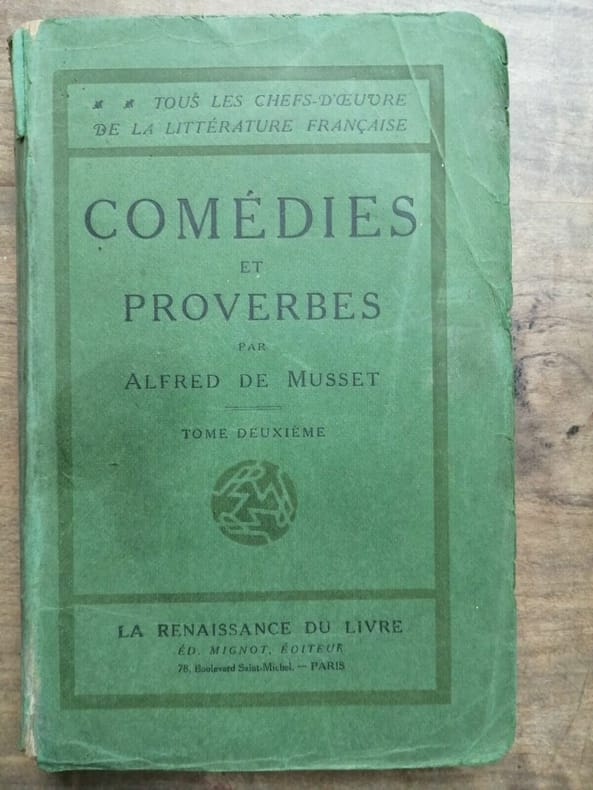 * * TOUS LES CHEFS-D'ŒUVRE
DE LA LITTÉRATURE FRANÇAISE
COMÉDIES
ET
PROVERBES
PAR
ALFRED DE MUSSET
TOME DEUXIÈME
LA RENAISSANCE DU LIVRE
ÉD. MIGNOT, ÉDITEUR
78, Boulevard Saint-Michel. — PARIS